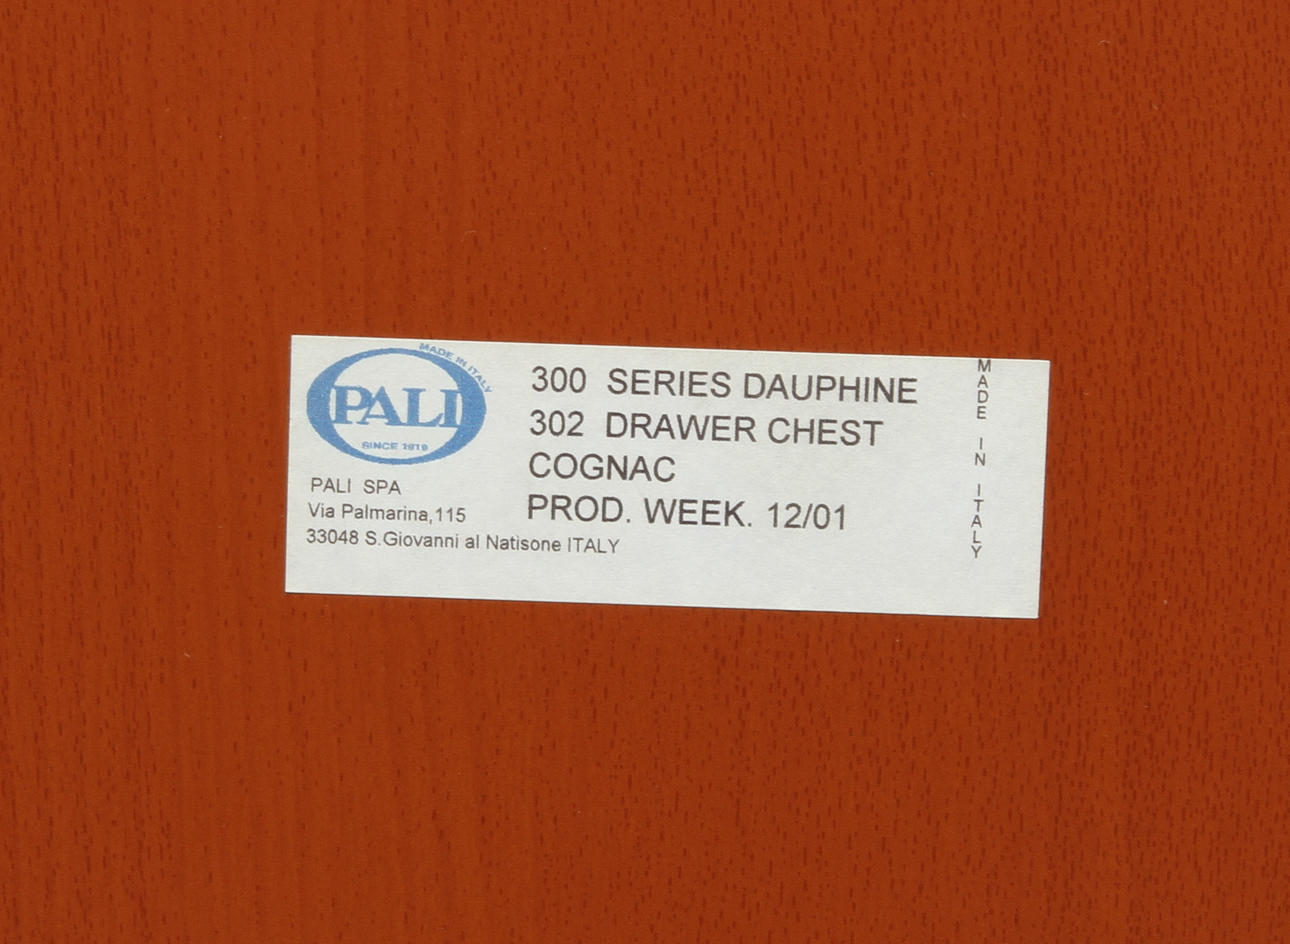 MADE IN ITALY
PALI
SINCE 1919
PALI SPA
Via Palmarina,115
33048 S.Giovanni al Natisone ITALY
300 SERIES DAUPHINE
302 DRAWER CHEST
COGNAC
PROD. WEEK. 12/01
MADE IN ITALY